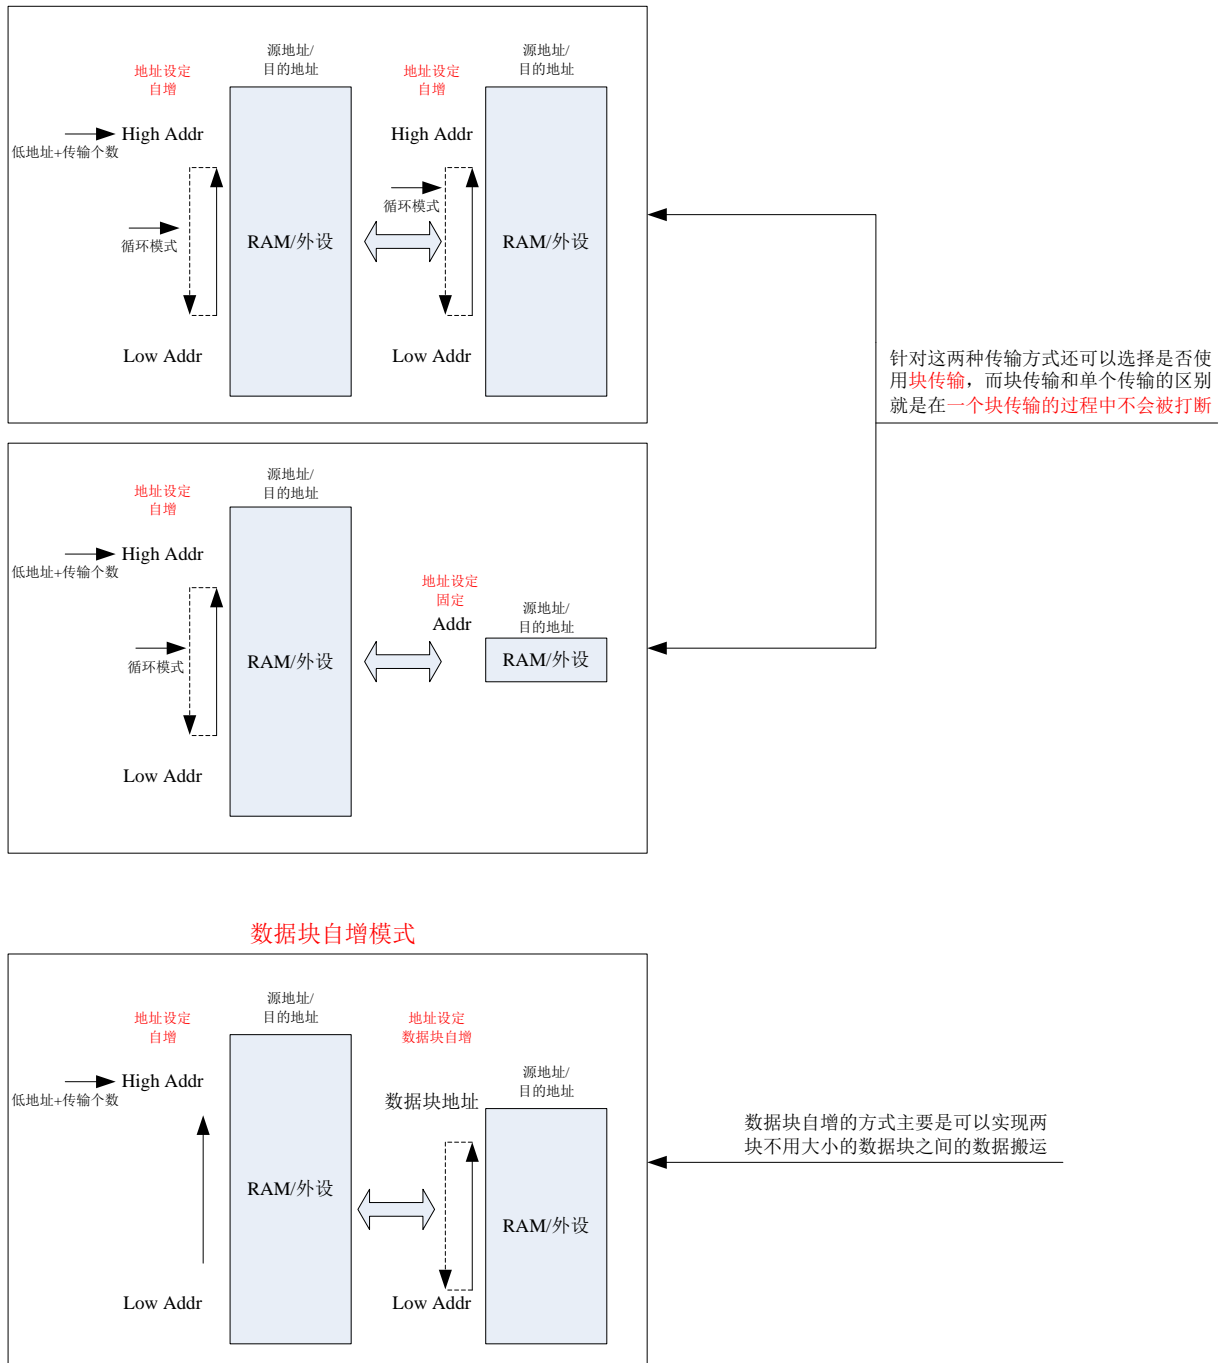 源地址/
目的地址
源地址/
目的地址
地址设定
自增
地址设定
自增
High Addr
High Addr
低地址+传输个数
循环模式
循环模式
RAM/外设
RAM/外设
Low Addr
Low Addr
针对这两种传输方式还可以选择是否使
用块传输，而块传输和单个传输的区别
就是在一个块传输的过程中不会被打断
源地址/
目的地址
地址设定
自增
High Addr
低地址+传输个数
地址设定
固定
Addr
源地址/
目的地址
循环模式
RAM/外设
RAM/外设
Low Addr
数据块自增模式
源地址/
目的地址
地址设定
自增
地址设定
数据块自增
High Addr
低地址+传输个数
源地址/
目的地址
数据块地址
RAM/外设
RAM/外设
Low Addr
Low Addr
数据块自增的方式主要是可以实现两
块不用大小的数据块之间的数据搬运